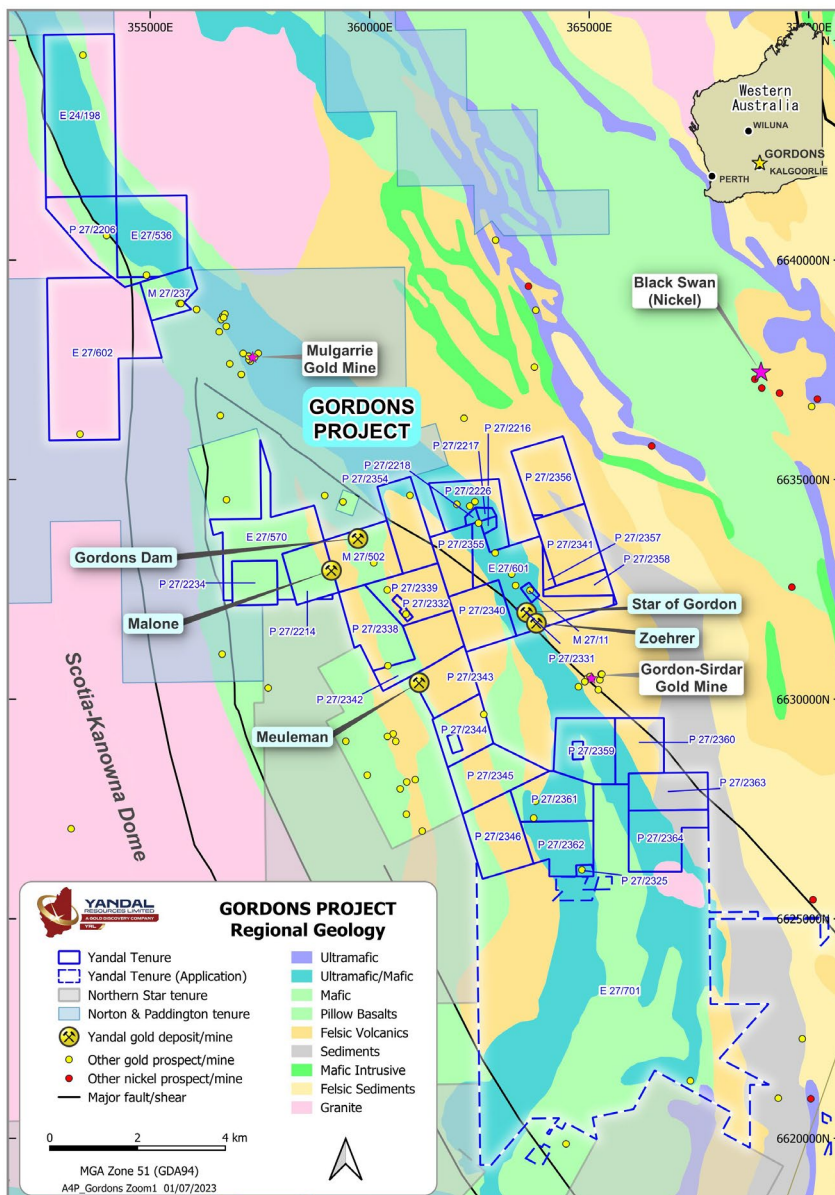 355000E
360000E
365000E
6645000N
Western
Australia
WILUNA
GORDONS
KALGOORLIE
PERTH
E 24/198
P 27/2206
E 27/536
6640000N
M 27/237
Black Swan
(Nickel)
E 27/602
Mulgarrie
Gold Mine
GORDONS
PROJECT
P 27/2216
P 27/2217
P 27/2218
P 27/2354
P 27/2226
P 27/2356
6635000N
E 27/570
P 27/2355
P 27/2341
P 27/2357
P 27/2358
Gordons Dam
M 27/502
E 27/601
P 27/2234
P 27/2339
P 27/2332
P 27/2340
Star of Gordon
Malone
P 27/2214
P 27/2338
M 27/11
Zoehrer
P 27/2331
P 27/2342
P 27/2343
Gordon-Sirdar
Gold Mine
6630000N
Meuleman
P 27/2344
P 27/2359
P 27/2360
Scotia-Kanowna Dome
P 27/2345
P 27/2361
P 27/2363
P 27/2346
P 27/2362
P 27/2364
P 27/2325
6625000N
E 27/701
6620000N
YANDAL
RESOURCES LIMITED
A GOLD DISCOVERY COMPANY
YRL
GORDONS PROJECT
Regional Geology
Yandal Tenure
Yandal Tenure (Application)
Northern Star tenure
Norton & Paddington tenure
Yandal gold deposit/mine
Other gold prospect/mine
Other nickel prospect/mine
Major fault/shear
Ultramafic
Ultramafic/Mafic
Mafic
Pillow Basalts
Felsic Volcanics
Sediments
Mafic Intrusive
Felsic Sediments
Granite
0 2 4 km
MGA Zone 51 (GDA94)
A4P_Gordons Zoom1 01/07/2023